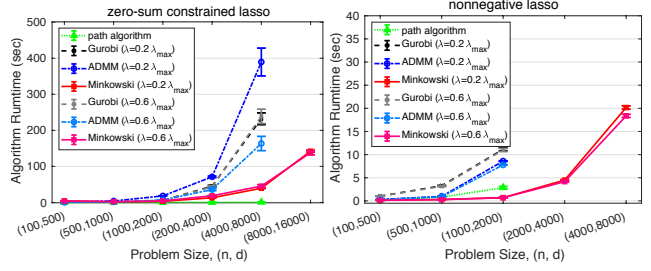 zero-sum constrained lasso
500
400
300
200
100
0
Algorithm Runtime (sec)
path algorithm
Gurobi (λ=0.2 λmax)
ADMM (λ=0.2 λmax)
Minkowski (λ=0.2 λmax)
Gurobi (λ=0.6 λmax)
ADMM (λ=0.6 λmax)
Minkowski (λ=0.6 λmax)
(100,500)
(500,1000)
(1000,2000)
(2000,4000)
(4000,8000)
(8000,16000)
Problem Size, (n, d)
nonnegative lasso
40
35
30
25
20
15
10
5
0
Algorithm Runtime (sec)
path algorithm
Gurobi (λ=0.2 λmax)
ADMM (λ=0.2 λmax)
Minkowski (λ=0.2 λmax)
Gurobi (λ=0.6 λmax)
ADMM (λ=0.6 λmax)
Minkowski (λ=0.6 λmax)
(100,500)
(500,1000)
(1000,2000)
(2000,4000)
(4000,8000)
Problem Size, (n, d)